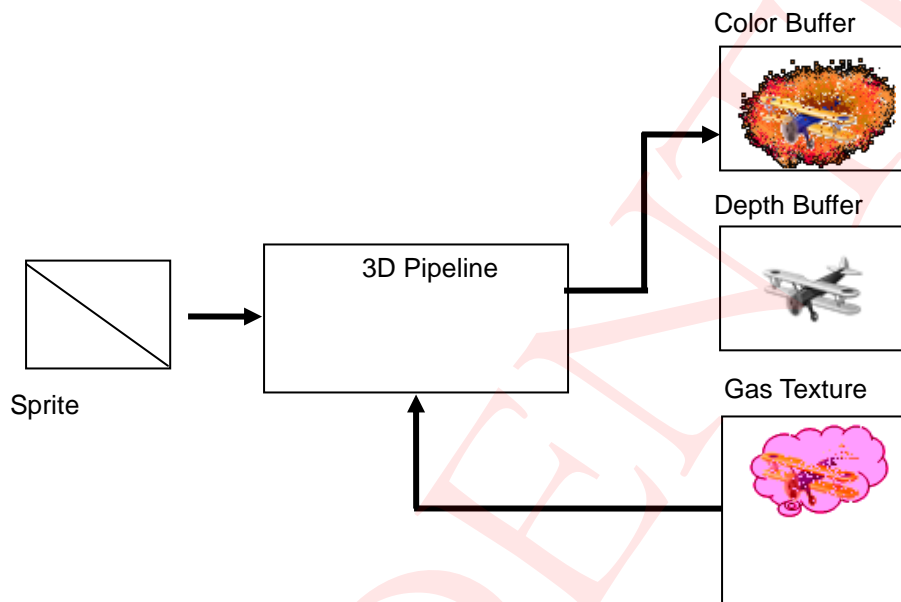 Color Buffer
Depth Buffer
3D Pipeline
Gas Texture
Sprite